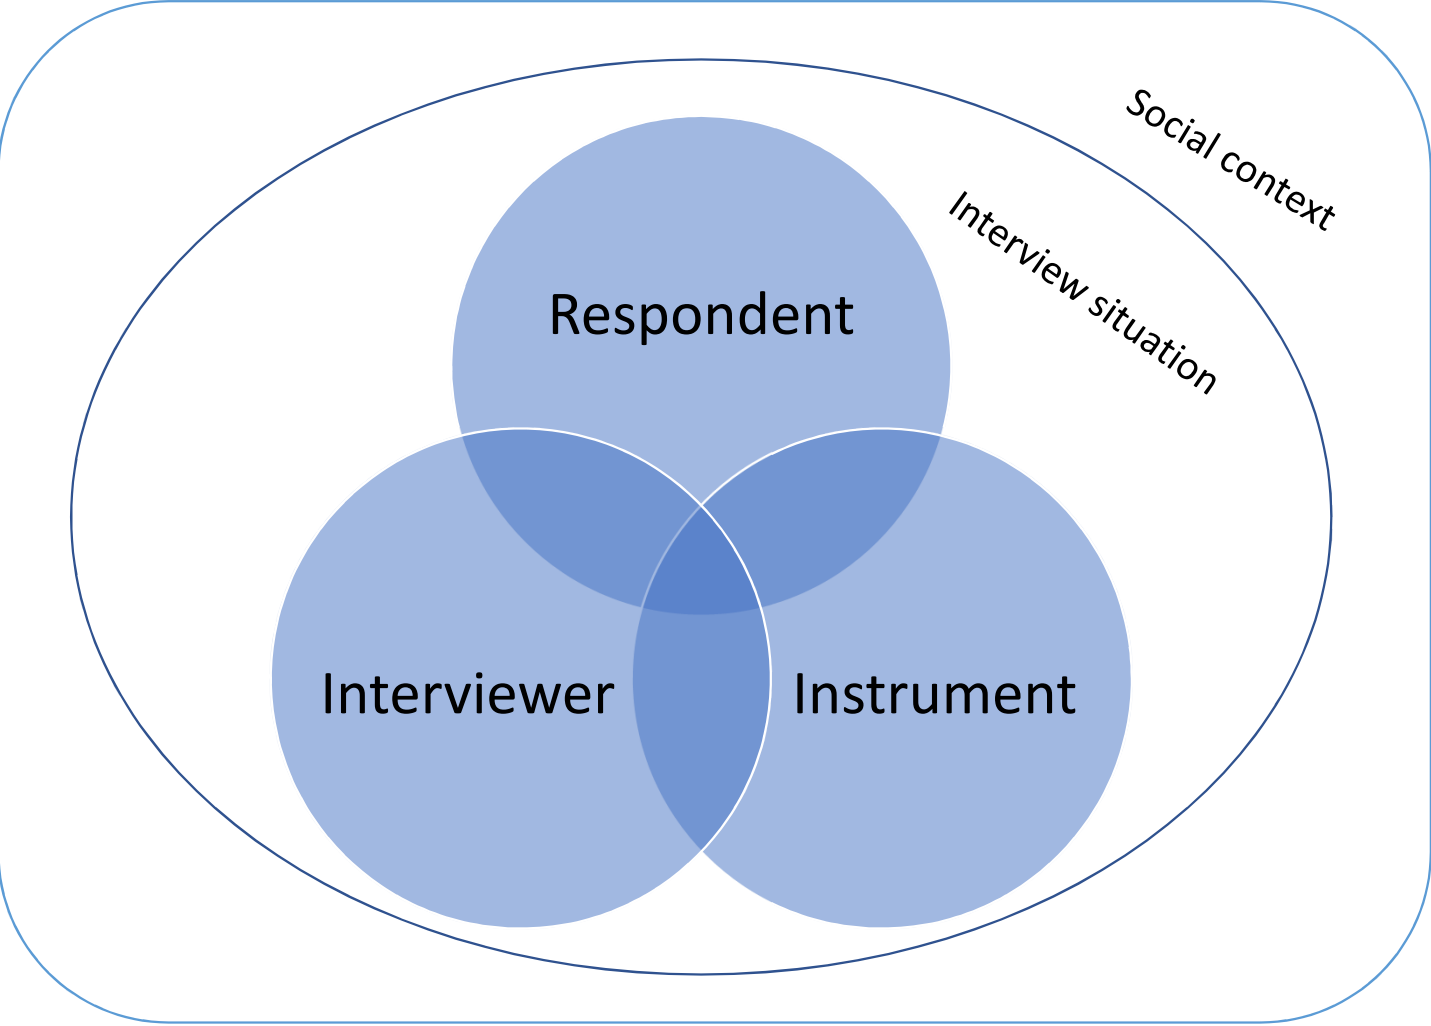 Social context
Interview situation
Respondent
Interviewer
Instrument